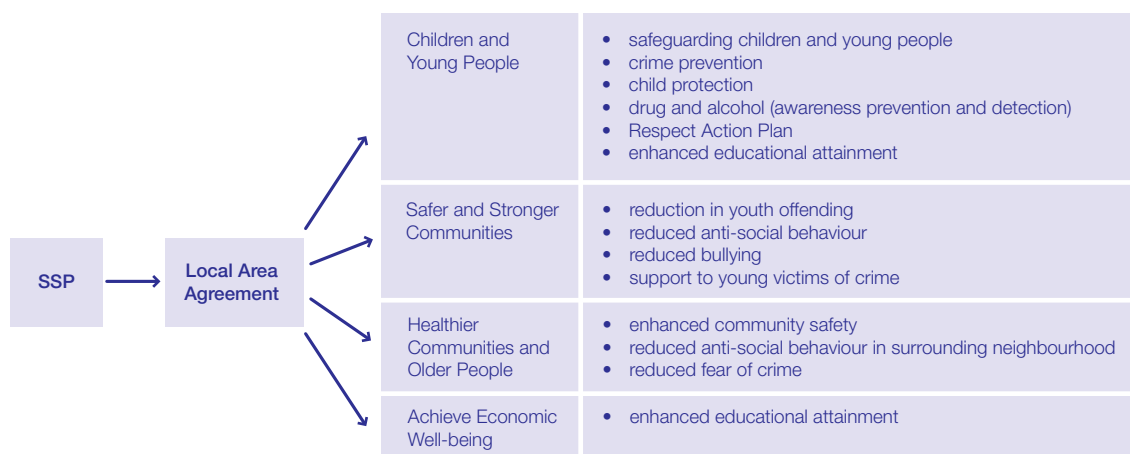 SSP
Local Area
Agreement
Children and
Young People
• safeguarding children and young people
• crime prevention
• child protection
• drug and alcohol (awareness prevention and detection)
• Respect Action Plan
• enhanced educational attainment
Safer and Stronger
Communities
• reduction in youth offending
• reduced anti-social behaviour
• reduced bullying
• support to young victims of crime
Healthier
Communities and
Older People
• enhanced community safety
• reduced anti-social behaviour in surrounding neighbourhood
• reduced fear of crime
Achieve Economic
Well-being
• enhanced educational attainment